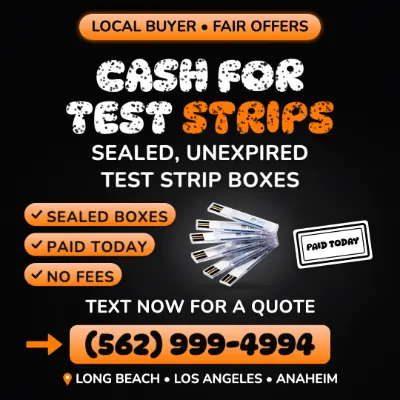 LOCAL BUYER • FAIR OFFERS
CASH FOR
TEST STRIPS
SEALED, UNEXPIRED
TEST STRIP BOXES
✓ SEALED BOXES
✓ PAID TODAY
✓ NO FEES
PAID TODAY
TEXT NOW FOR A QUOTE
(562) 999-4994
LONG BEACH • LOS ANGELES • ANAHEIM